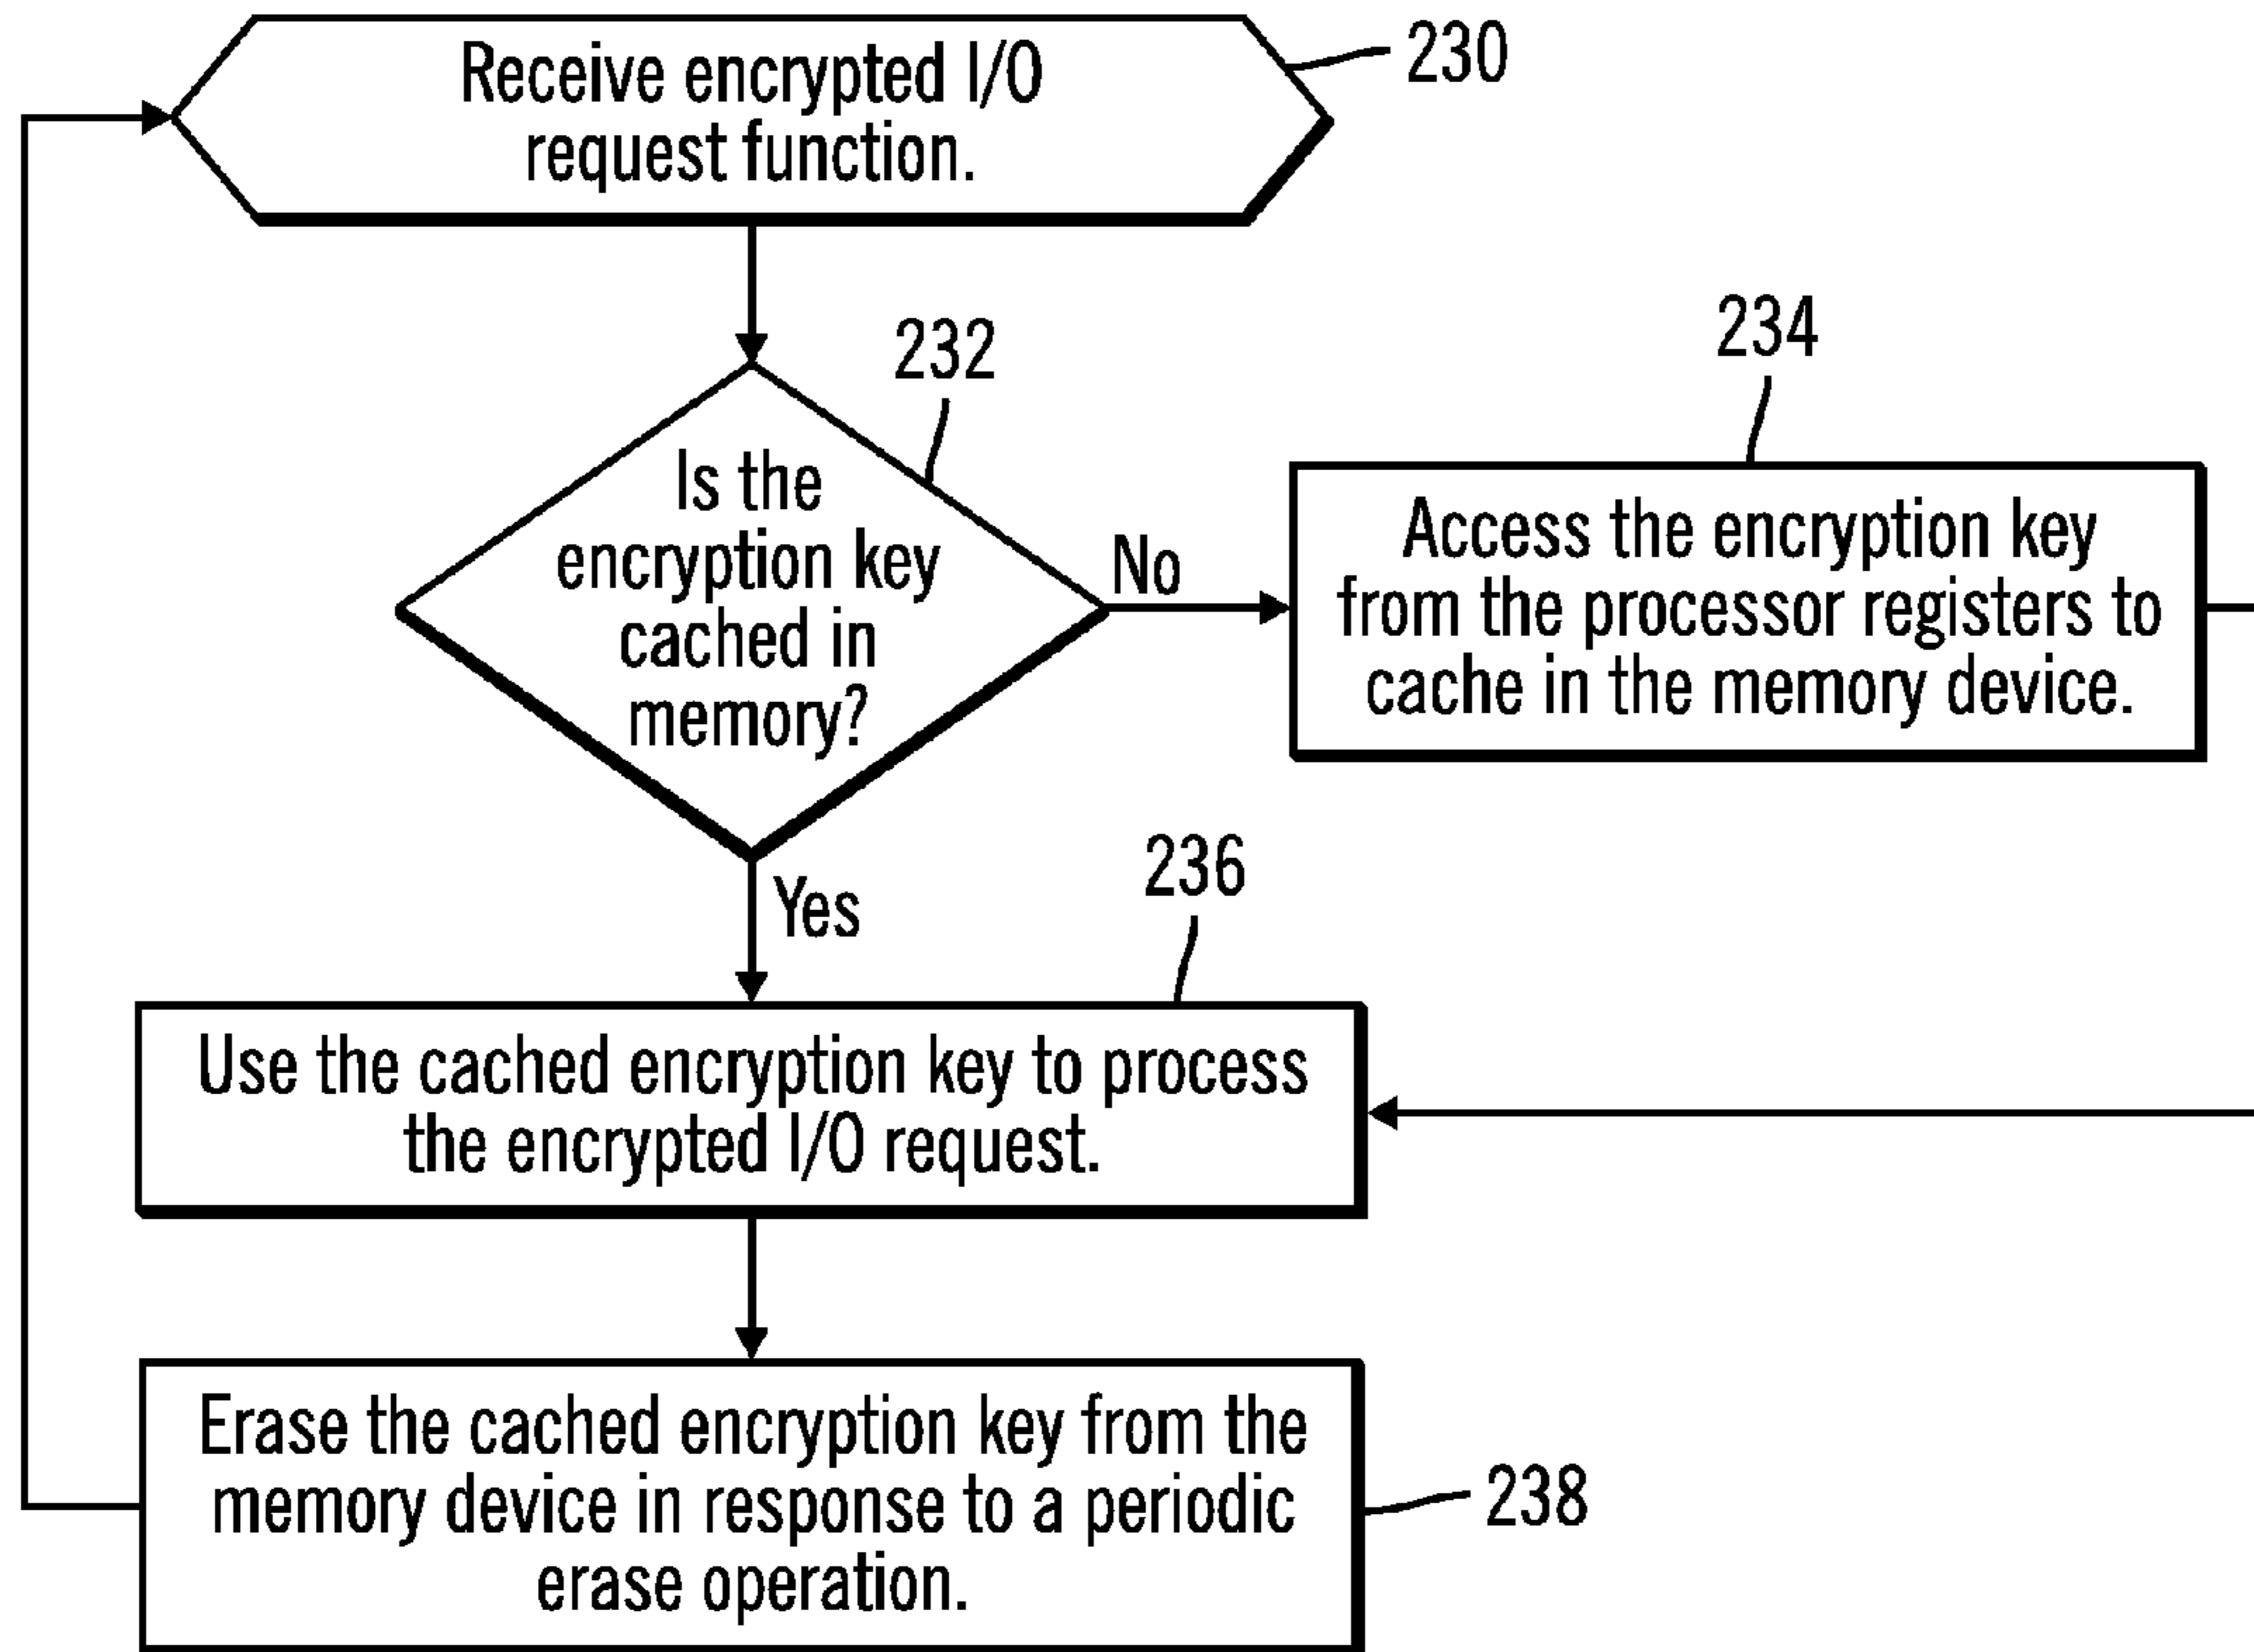 Receive encrypted I/O
request function.
230
232
Is the
encryption key
cached in
memory?
No
234
Access the encryption key
from the processor registers to
cache in the memory device.
Yes
236
Use the cached encryption key to process
the encrypted I/O request.
Erase the cached encryption key from the
memory device in response to a periodic
erase operation.
238